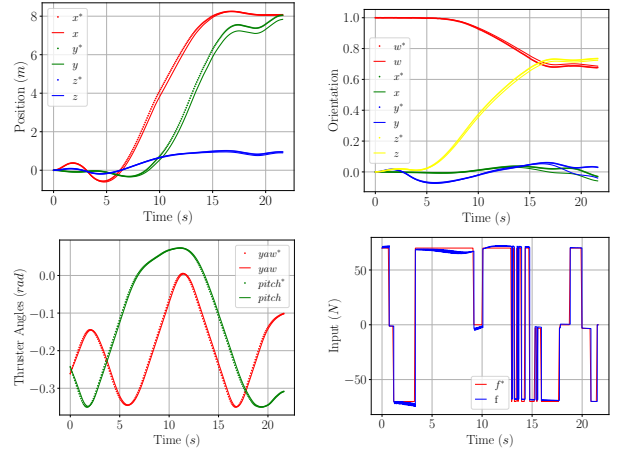 Position (m)
8
6
4
2
0
x*
x
y*
y
z*
z
0 5 10 15 20
Time (s)
Orientation
1.0
0.8
0.6
0.4
0.2
0.0
w*
w
x*
x
y*
y
z*
z
0 5 10 15 20
Time (s)
Thruster Angles (rad)
0.0
−0.1
−0.2
−0.3
yaw*
yaw
pitch*
pitch
0 5 10 15 20
Time (s)
Input (N)
50
0
−50
f*
f
0 5 10 15 20
Time (s)